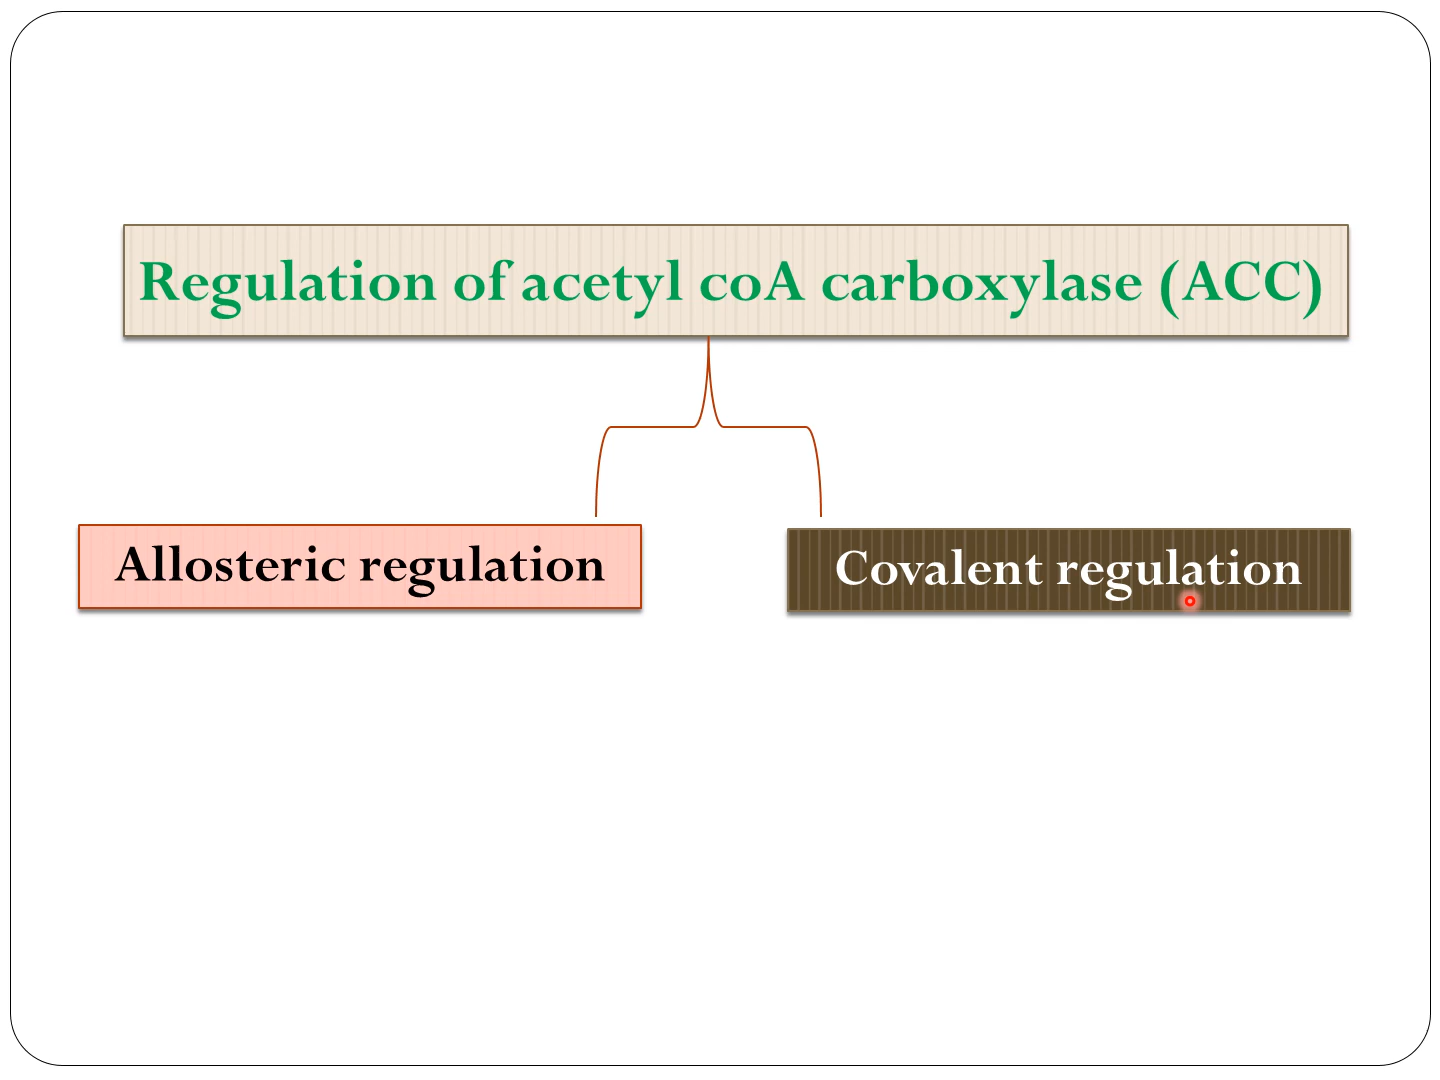 Regulation of acetyl coA carboxylase (ACC)
Allosteric regulation
Covalent regulation